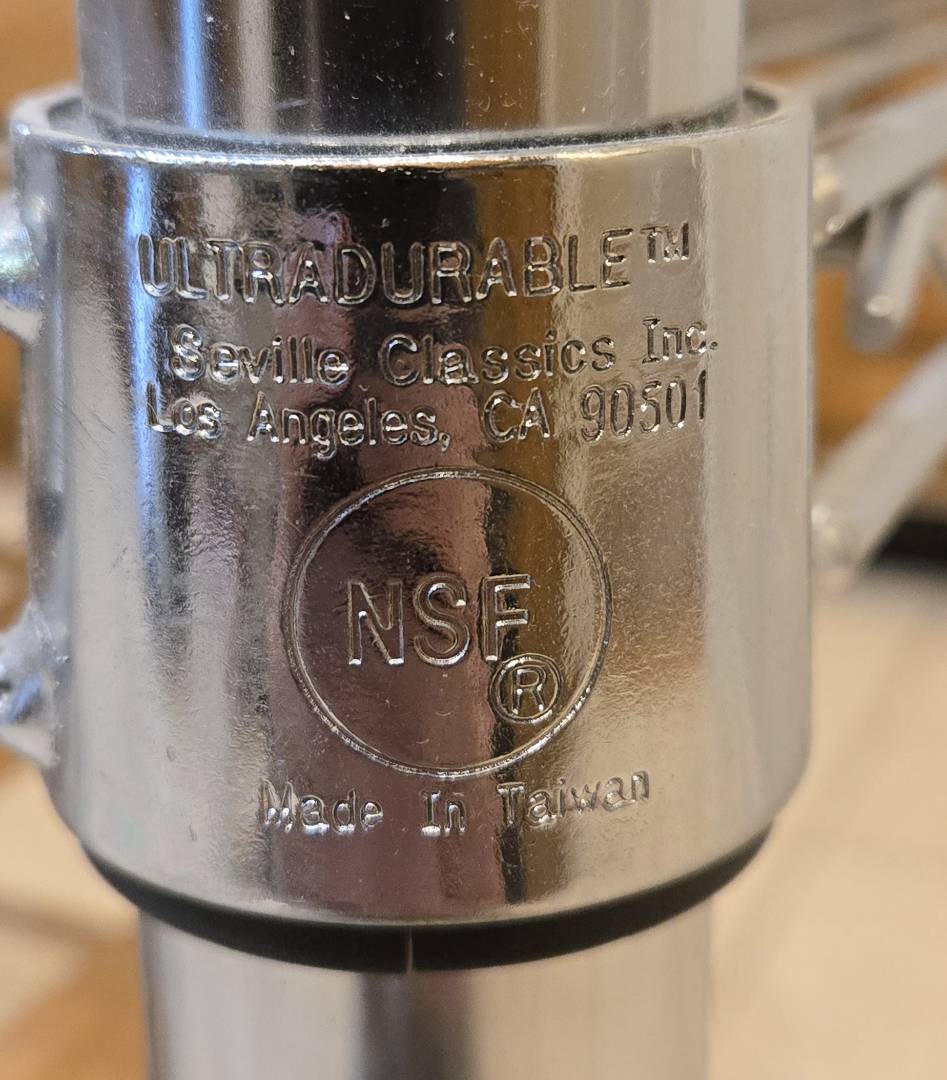 ULTRADURABLE™
Seville Classics Inc.
Los Angeles, CA 90501
NSF
®
Made In Taiwan